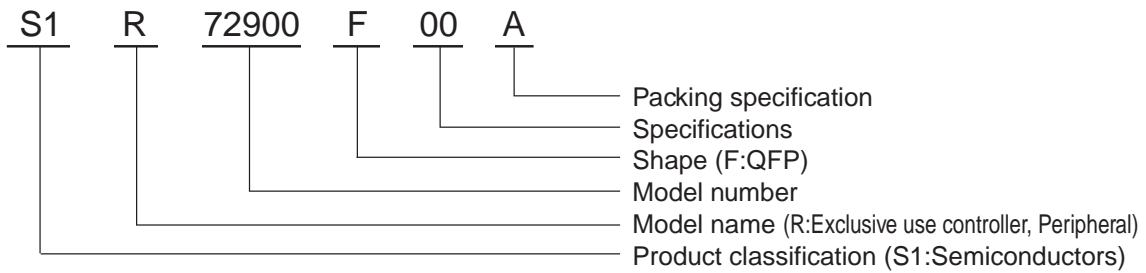 S1 R 72900 F 00 A
Packing specification
Specifications
Shape (F:QFP)
Model number
Model name (R:Exclusive use controller, Peripheral)
Product classification (S1:Semiconductors)